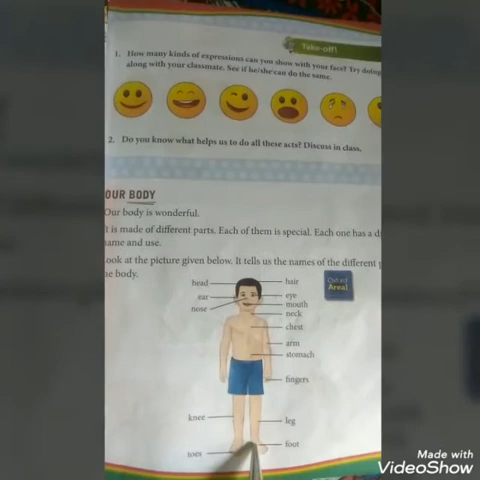 Take-off!
1. How many kinds of expressions can you show with your face? Try doing
along with your classmate. See if he/she can do the same.
2. Do you know what helps us to do all these acts? Discuss in class.
OUR BODY
Our body is wonderful.
It is made of different parts. Each of them is special. Each one has a
name and use.
Look at the picture given below. It tells us the names of the different
body.
head
hair
ear
eye
mouth
nose
neck
chest
arm
stomach
fingers
knee
leg
foot
toes
Area!
Made with
VideoShow